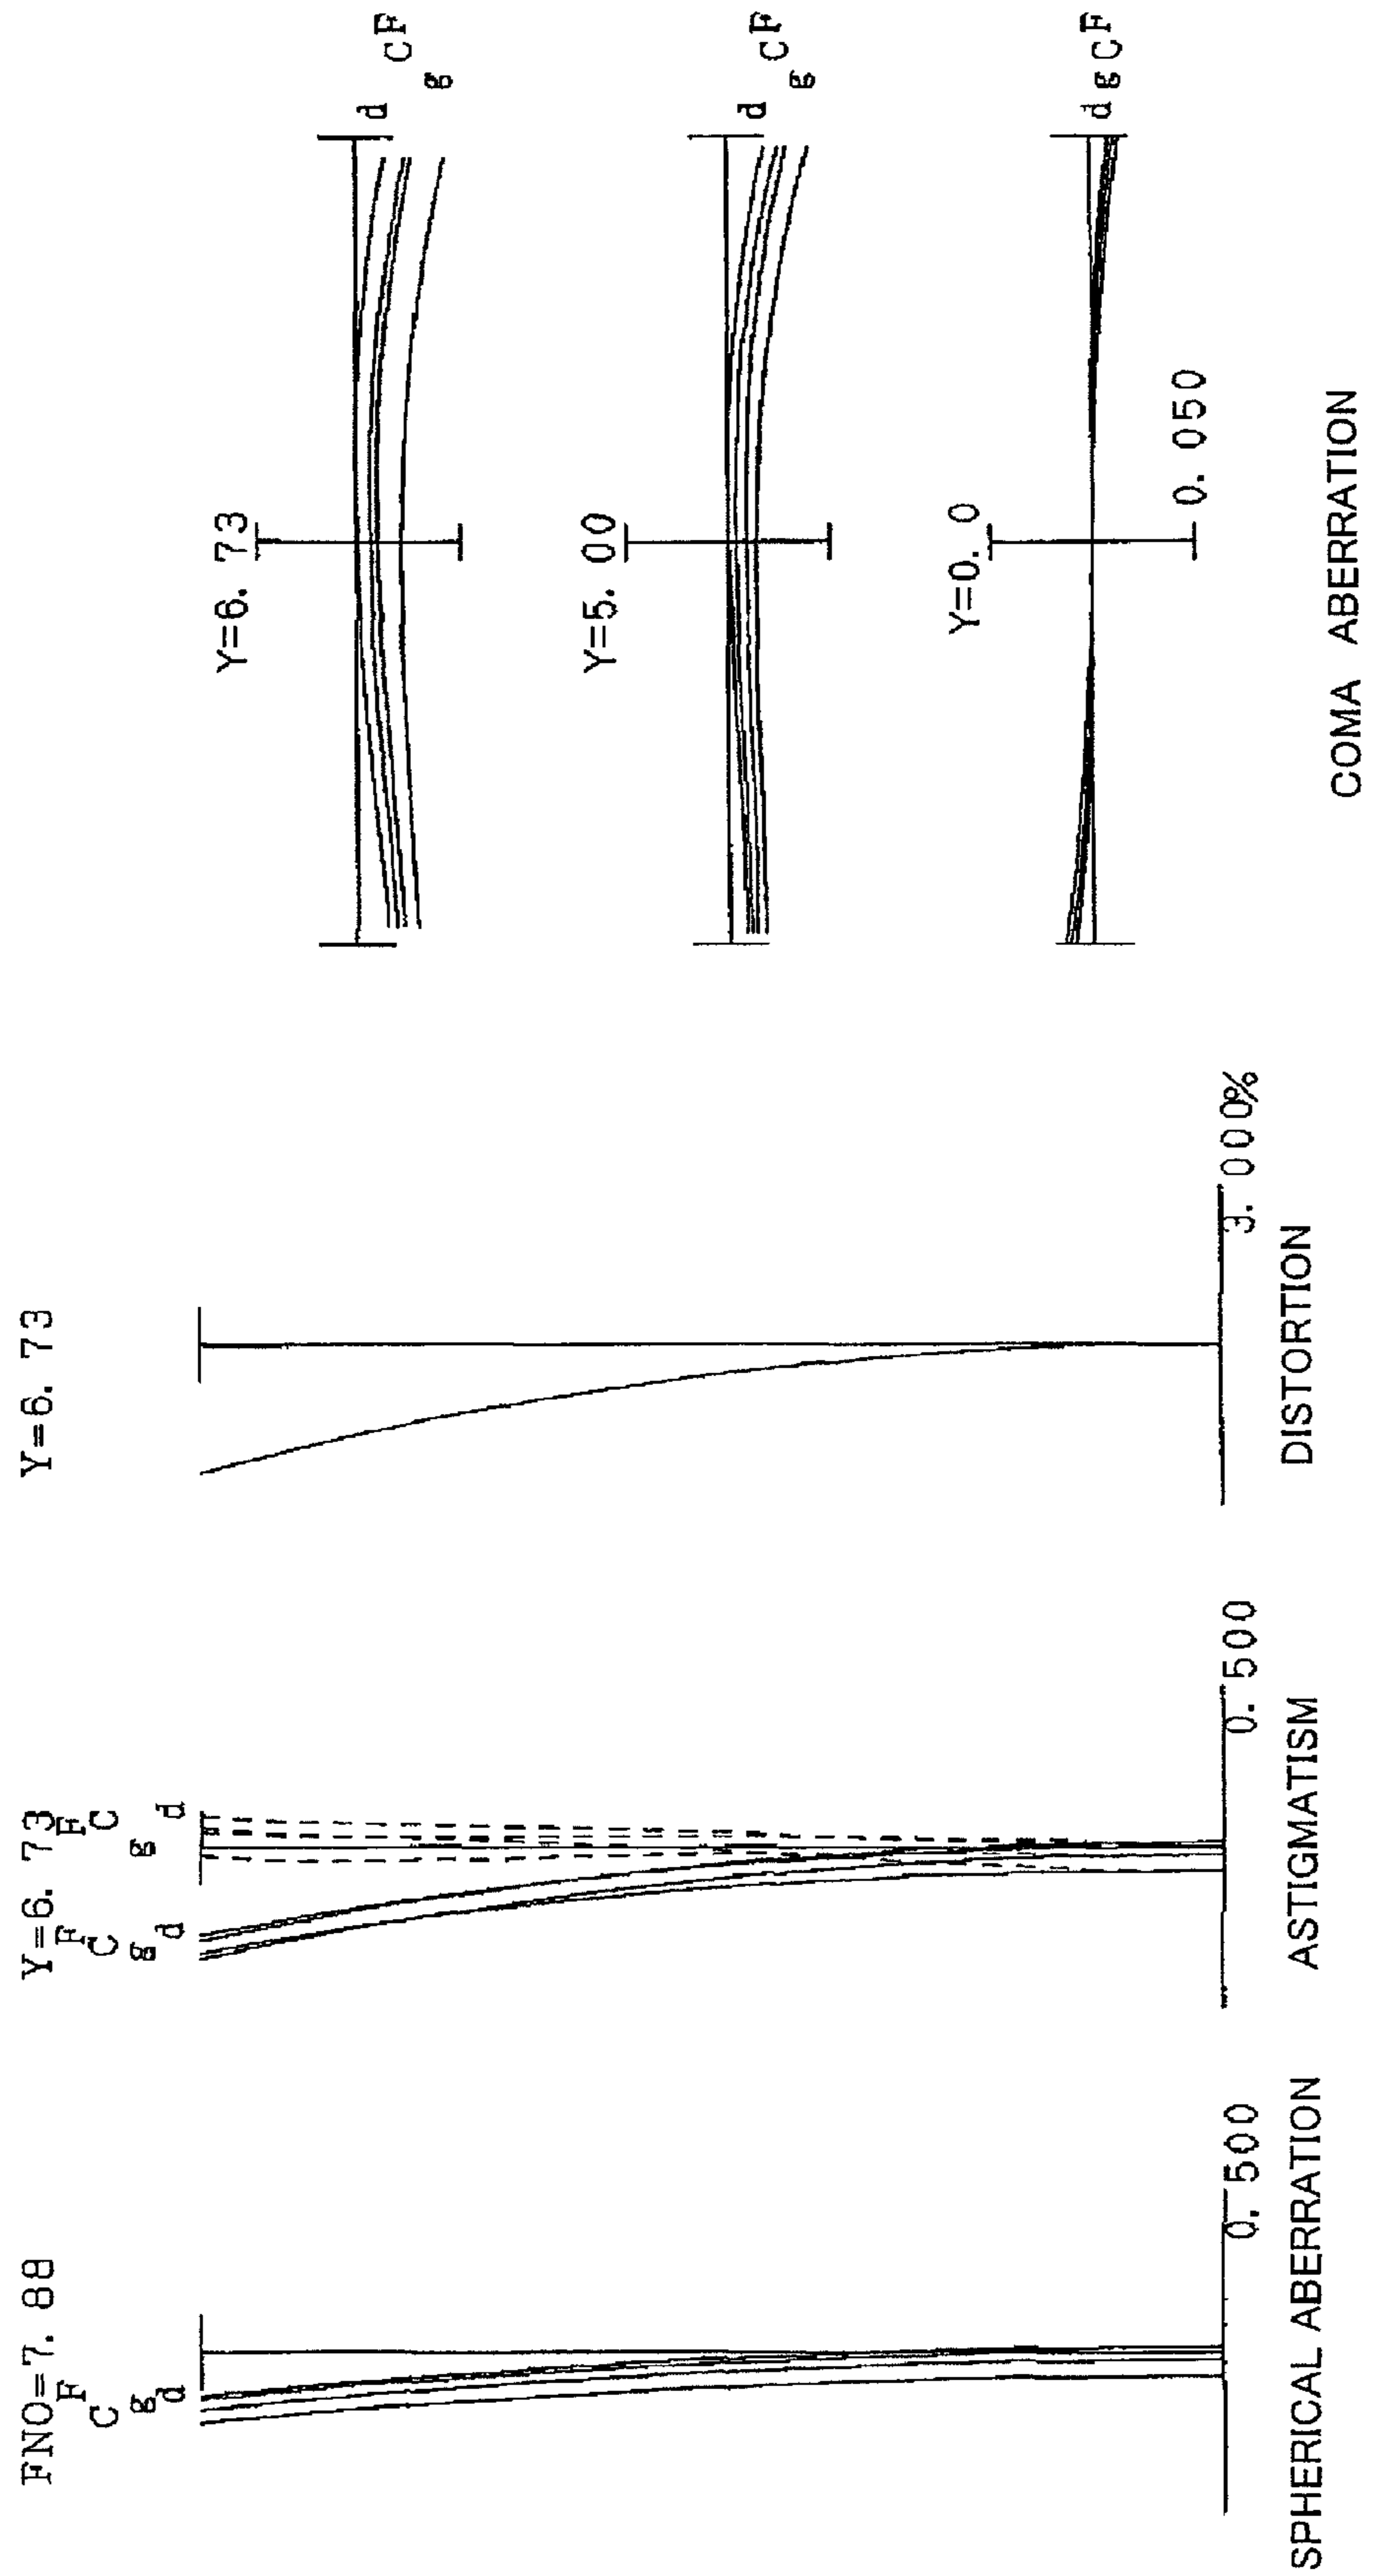 FNO=7. 88
F
C
g
d
0. 500
SPHERICAL ABERRATION
Y=6. 73
F
C
g
d
F
C
g
d
0. 500
ASTIGMATISM
Y=6. 73
3. 000%
DISTORTION
Y=6. 73
d
g
C
F
Y=5. 00
d
g
C
F
Y=0. 0
d
g
C
F
0. 050
COMA ABERRATION